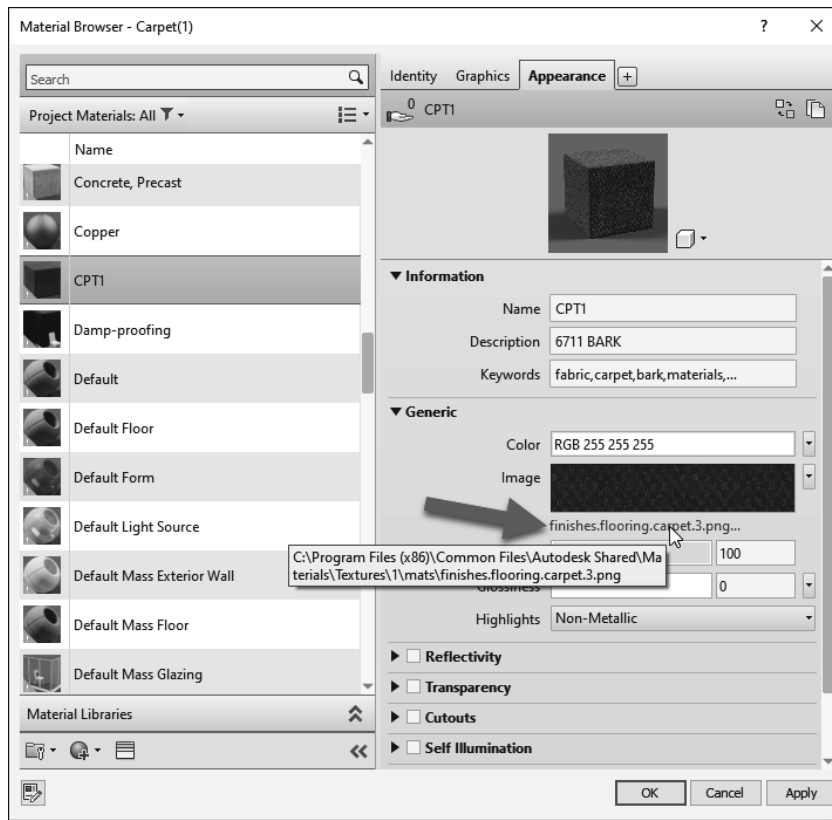 Material Browser - Carpet(1)
?
Search
Project Materials: All
Name
Concrete, Precast
Copper
CPT1
Damp-proofing
Default
Default Floor
Default Form
Default Light Source
Default Mass Exterior Wall
Default Mass Floor
Default Mass Glazing
Material Libraries
Identity Graphics Appearance +
0
CPT1
Information
Name CPT1
Description 6711 BARK
Keywords fabric,carpet,bark,materials,...
Generic
Color RGB 255 255 255
Image
finishes.flooring.carpet.3.png...
C:\Program Files (x86)\Common Files\Autodesk Shared\Ma
terials\Textures\1\mats\finishes.flooring.carpet.3.png
100
Glossiness 0
Highlights Non-Metallic
Reflectivity
Transparency
Cutouts
Self Illumination
OK Cancel Apply